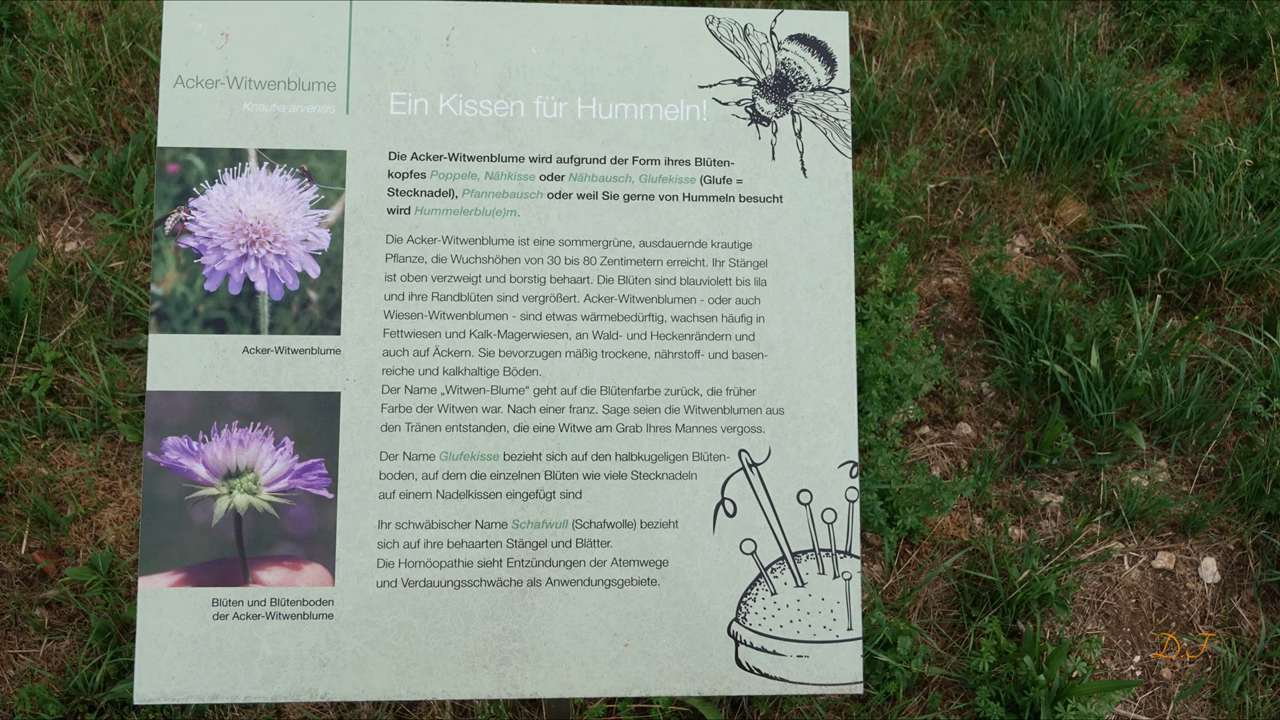 Acker-Witwenblume
Knautia arvensis
Ein Kissen für Hummeln!
Die Acker-Witwenblume wird aufgrund der Form ihres Blüten-
kopfes Poppele, Nähkisse oder Nähbausch, Glufekisse (Glufe =
Stecknadel), Pfannebausch oder weil Sie gerne von Hummeln besucht
wird Hummelerblu(e)m.
Die Acker-Witwenblume ist eine sommergrüne, ausdauernde krautige
Pflanze, die Wuchshöhen von 30 bis 80 Zentimetern erreicht. Ihr Stängel
ist oben verzweigt und borstig behaart. Die Blüten sind blauviolett bis lila
und ihre Randblüten sind vergrößert. Acker-Witwenblumen - oder auch
Wiesen-Witwenblumen - sind etwas wärmebedürftig, wachsen häufig in
Fettwiesen und Kalk-Magerwiesen, an Wald- und Heckenrändern und
auch auf Äckern. Sie bevorzugen mäßig trockene, nährstoff- und basen-
reiche und kalkhaltige Böden.
Der Name „Witwen-Blume“ geht auf die Blütenfarbe zurück, die früher
Farbe der Witwen war. Nach einer franz. Sage seien die Witwenblumen aus
den Tränen entstanden, die eine Witwe am Grab Ihres Mannes vergoss.
Der Name Glufekisse bezieht sich auf den halbkugeligen Blüten-
boden, auf dem die einzelnen Blüten wie viele Stecknadeln
auf einem Nadelkissen eingefügt sind
Ihr schwäbischer Name Schafwull (Schafwolle) bezieht
sich auf ihre behaarten Stängel und Blätter.
Die Homöopathie sieht Entzündungen der Atemwege
und Verdauungsschwäche als Anwendungsgebiete.
Acker-Witwenblume
Blüten und Blütenboden
der Acker-Witwenblume
D.J.